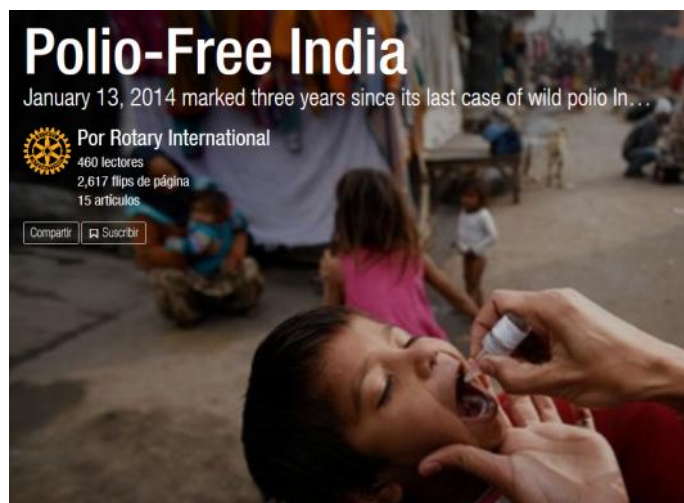 Polio-Free India
January 13, 2014 marked three years since its last case of wild polio In…
Por Rotary International
460 lectores
2,617 flips de página
15 artículos
Compartir
Suscribir